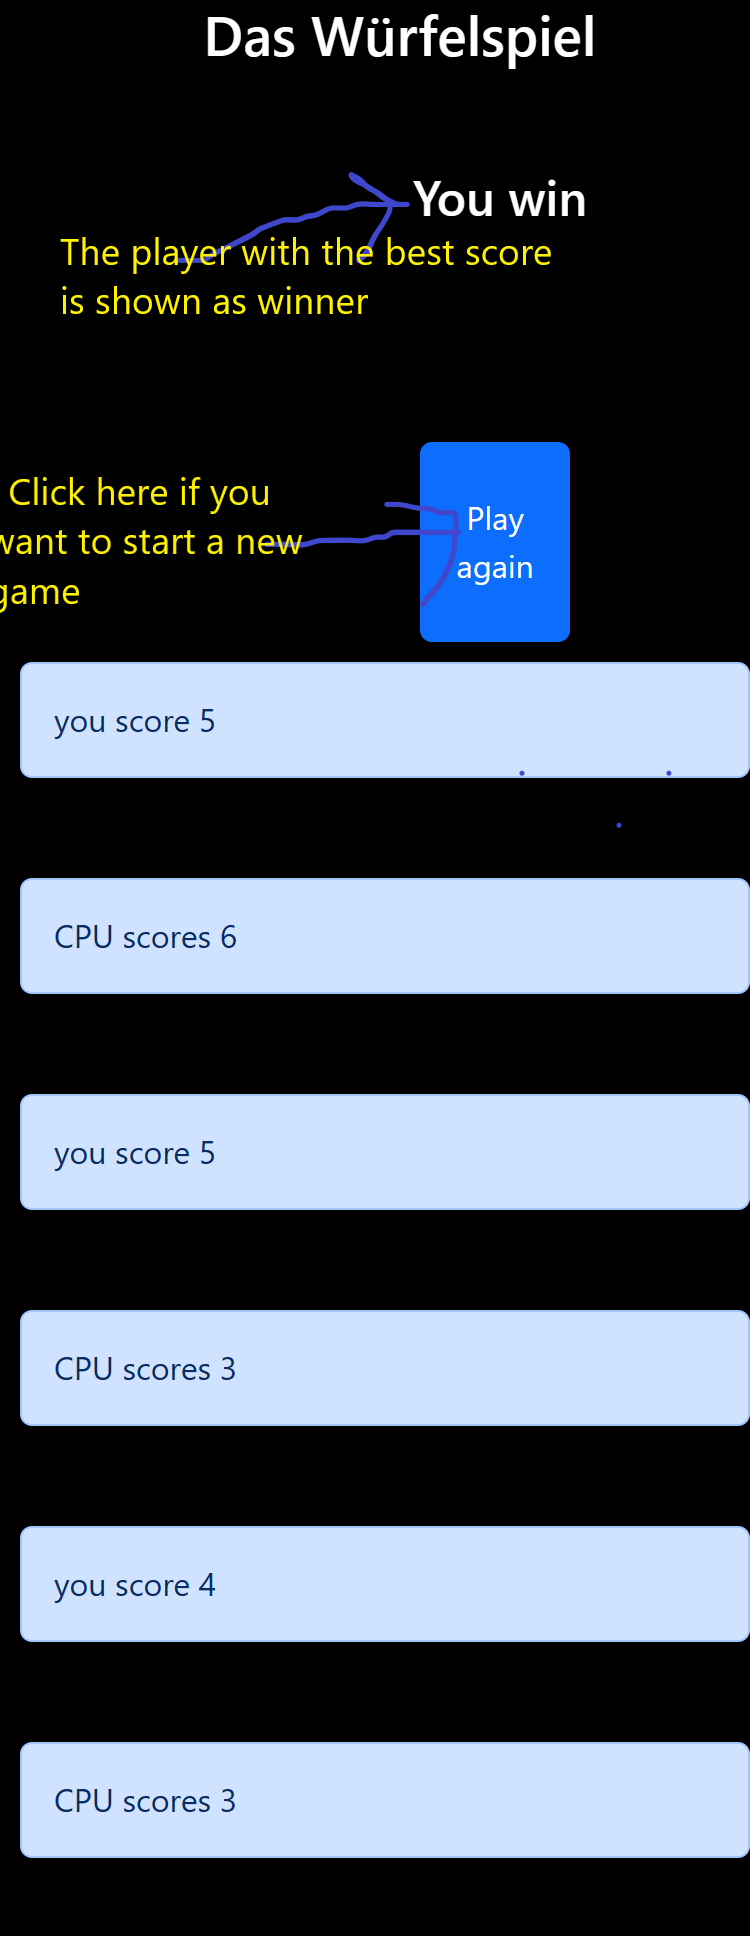 Das Würfelspiel
You win
The player with the best score
is shown as winner
Click here if you
want to start a new
game
Play
again
you score 5
CPU scores 6
you score 5
CPU scores 3
you score 4
CPU scores 3